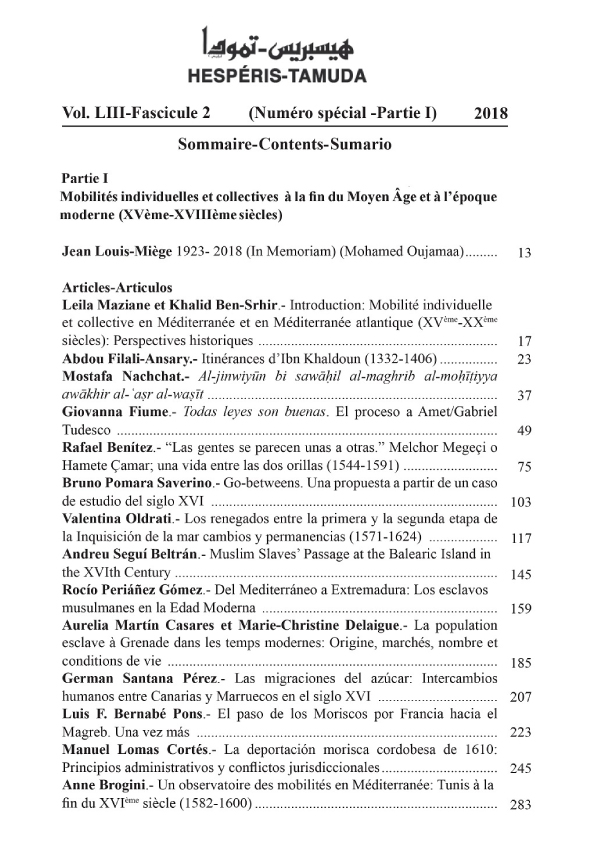 هيسبريس-تمودا
HESPÉRIS-TAMUDA
Vol. LIII-Fascicule 2 (Numéro spécial -Partie I) 2018
Sommaire-Contents-Sumario
Partie I
Mobilités individuelles et collectives à la fin du Moyen Âge et à l'époque
moderne (XVème-XVIIIème siècles)
Jean Louis-Miège 1923- 2018 (In Memoriam) (Mohamed Oujamaa)......... 13
Articles-Articulos
Leila Maziane et Khalid Ben-Srhir.- Introduction: Mobilité individuelle
et collective en Méditerranée et en Méditerranée atlantique (XVème-XXème
siècles): Perspectives historiques ................................................. 17
Abdou Filali-Ansary.- Itinérances d'Ibn Khaldoun (1332-1406) ................ 23
Mostafa Nachchat.- Al-jinwiyūn bi sawāḥil al-maghrib al-moḥīṭiyya
awākhir al-ʿaṣr al-waṣīt ........................................................... 37
Giovanna Fiume.- Todas leyes son buenas. El proceso a Amet/Gabriel
Tudesco .............................................................................. 49
Rafael Benítez.- “Las gentes se parecen unas a otras.” Melchor Megeçi o
Hamete Çamar; una vida entre las dos orillas (1544-1591) .......................... 75
Bruno Pomara Saverino.- Go-betweens. Una propuesta a partir de un caso
de estudio del siglo XVI ........................................................... 103
Valentina Oldrati.- Los renegados entre la primera y la segunda etapa de
la Inquisición de la mar cambios y permanencias (1571-1624) ................... 117
Andreu Seguí Beltrán.- Muslim Slaves' Passage at the Balearic Island in
the XVIth Century ................................................................... 145
Rocío Periáñez Gómez.- Del Mediterráneo a Extremadura: Los esclavos
musulmanes en la Edad Moderna .................................................. 159
Aurelia Martín Casares et Marie-Christine Delaigue.- La population
esclave à Grenade dans les temps modernes: Origine, marchés, nombre et
conditions de vie .................................................................... 185
German Santana Pérez.- Las migraciones del azúcar: Intercambios
humanos entre Canarias y Marruecos en el siglo XVI ........................ 207
Luis F. Bernabé Pons.- El paso de los Moriscos por Francia hacia el
Magreb. Una vez más ............................................................... 223
Manuel Lomas Cortés.- La deportación morisca cordobesa de 1610:
Principios administrativos y conflictos jurisdiccionales........................ 245
Anne Brogini.- Un observatoire des mobilités en Méditerranée: Tunis à la
fin du XVIème siècle (1582-1600) .................................................. 283